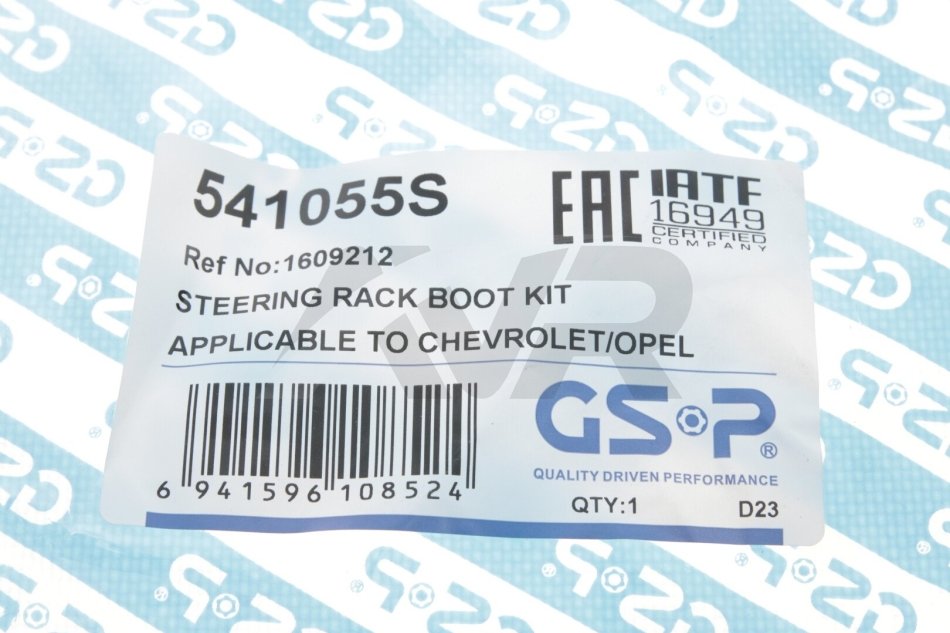 541055S
EAC
IATF
16949
CERTIFIED
COMPANY
Ref No:1609212
STEERING RACK BOOT KIT
APPLICABLE TO CHEVROLET/OPEL
6 941596 108524
GSP®
QUALITY DRIVEN PERFORMANCE
QTY:1 D23